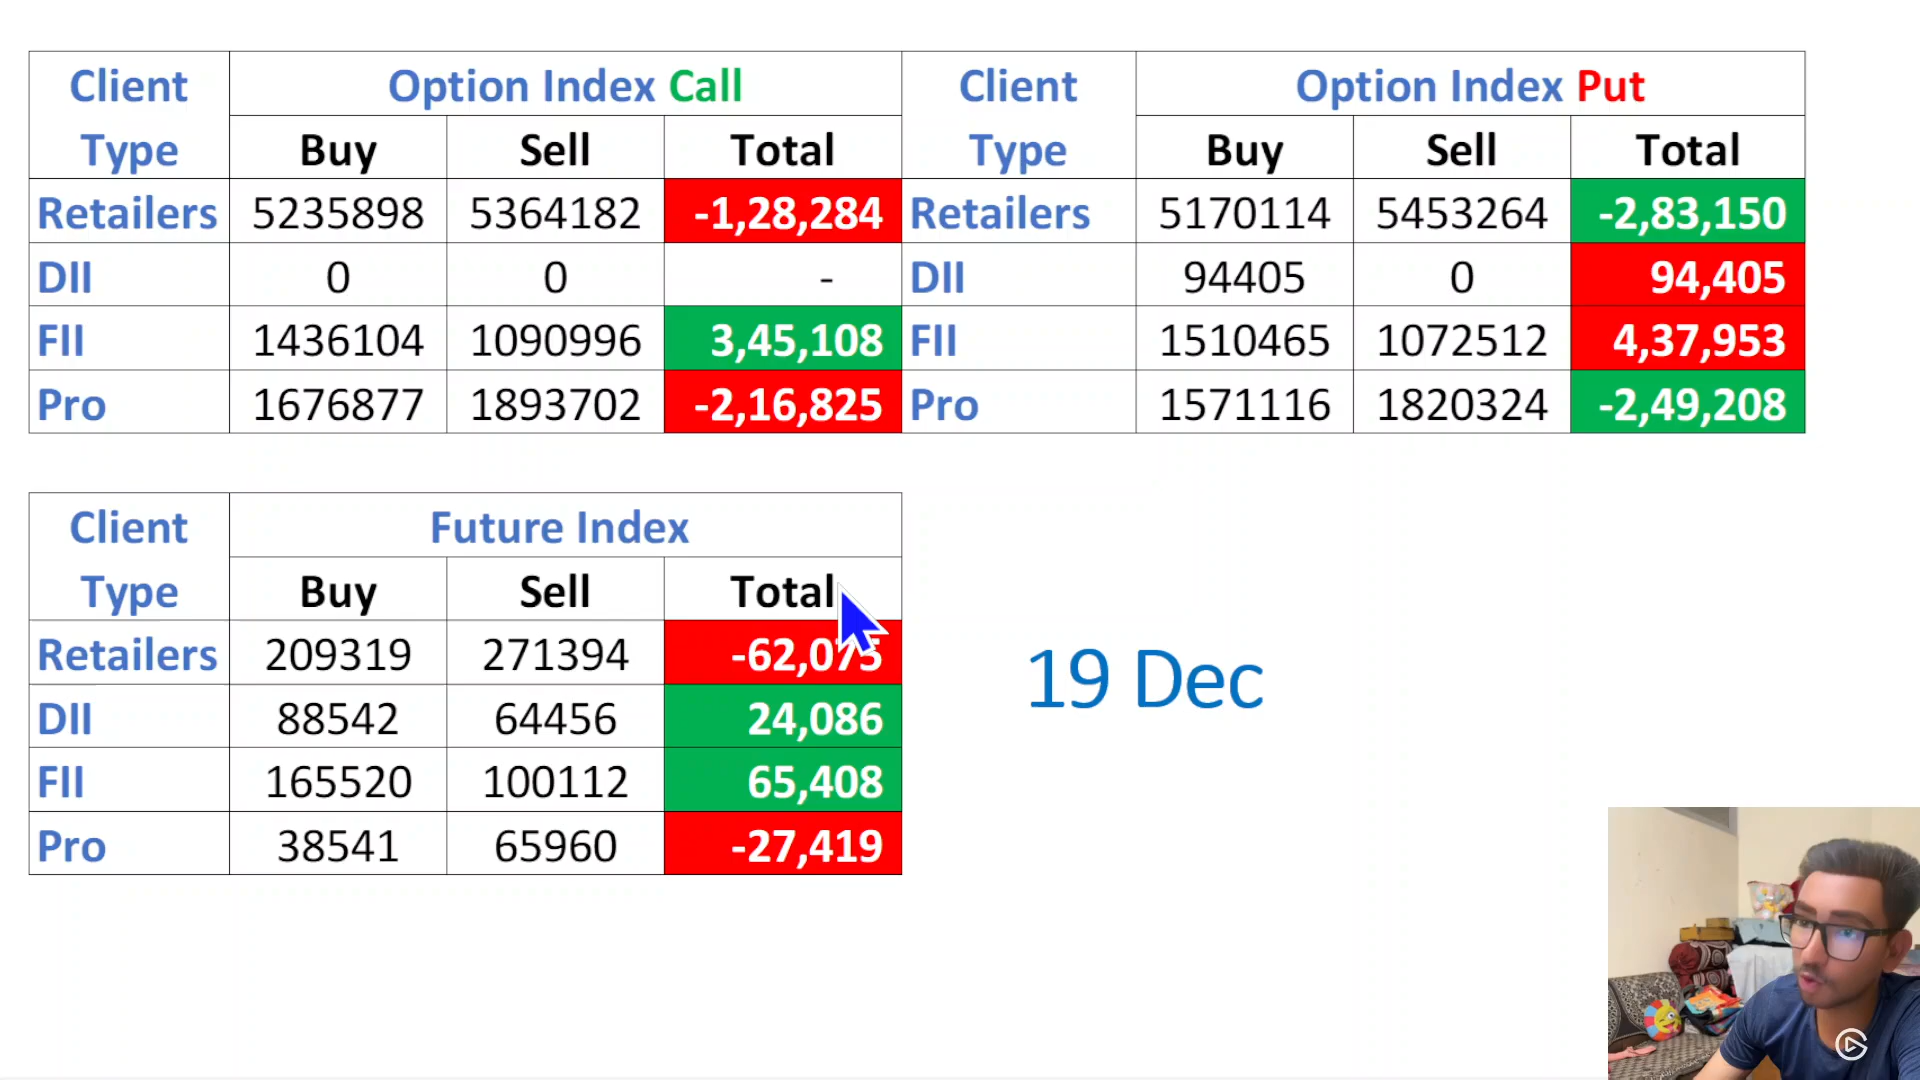 Client Type Option Index Call Client Type Option Index Put
Buy Sell Total Buy Sell Total
Retailers 5235898 5364182 -1,28,284 Retailers 5170114 5453264 -2,83,150
DII 0 0 - DII 94405 0 94,405
FII 1436104 1090996 3,45,108 FII 1510465 1072512 4,37,953
Pro 1676877 1893702 -2,16,825 Pro 1571116 1820324 -2,49,208
Client Type Future Index
Buy Sell Total
Retailers 209319 271394 -62,075
DII 88542 64456 24,086
FII 165520 100112 65,408
Pro 38541 65960 -27,419
19 Dec